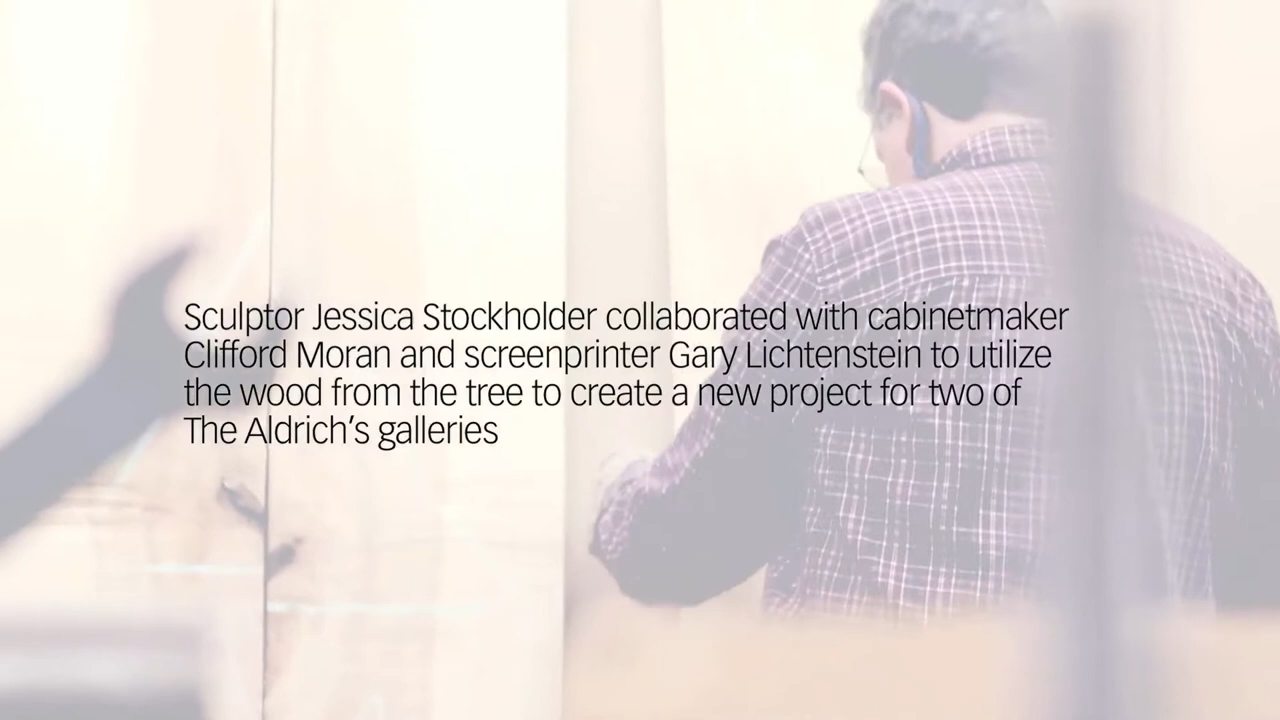 Sculptor Jessica Stockholder collaborated with cabinetmaker
Clifford Moran and screenprinter Gary Lichtenstein to utilize
the wood from the tree to create a new project for two of
The Aldrich’s galleries